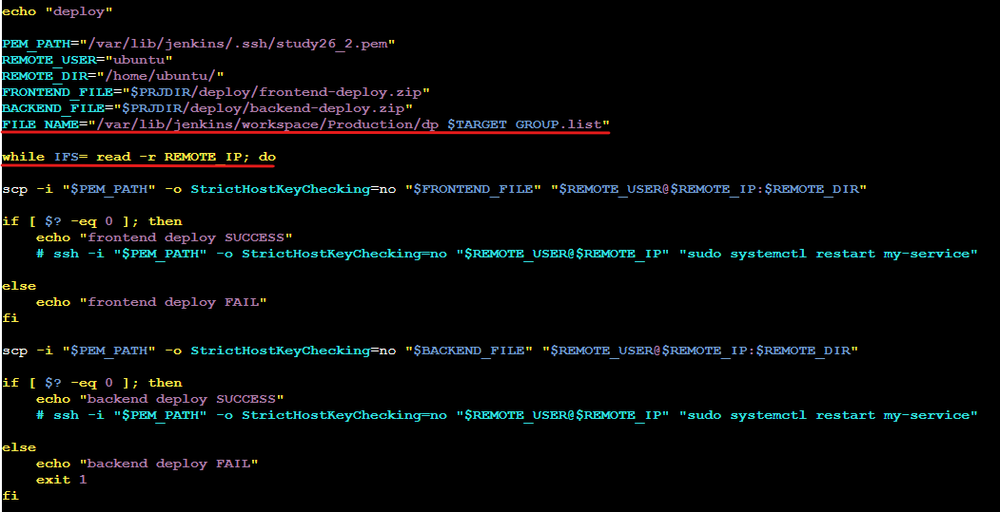 echo "deploy"
PEM_PATH="/var/lib/jenkins/.ssh/study26_2.pem"
REMOTE_USER="ubuntu"
REMOTE_DIR="/home/ubuntu/"
FRONTEND_FILE="$PRJDIR/deploy/frontend-deploy.zip"
BACKEND_FILE="$PRJDIR/deploy/backend-deploy.zip"
FILE_NAME="/var/lib/jenkins/workspace/Production/dp_$TARGET_GROUP.list"
while IFS= read -r REMOTE_IP; do
scp -i "$PEM_PATH" -o StrictHostKeyChecking=no "$FRONTEND_FILE" "$REMOTE_USER@$REMOTE_IP:$REMOTE_DIR"
if [ $? -eq 0 ]; then
    echo "frontend deploy SUCCESS"
    # ssh -i "$PEM_PATH" -o StrictHostKeyChecking=no "$REMOTE_USER@$REMOTE_IP" "sudo systemctl restart my-service"
else
    echo "frontend deploy FAIL"
fi
scp -i "$PEM_PATH" -o StrictHostKeyChecking=no "$BACKEND_FILE" "$REMOTE_USER@$REMOTE_IP:$REMOTE_DIR"
if [ $? -eq 0 ]; then
    echo "backend deploy SUCCESS"
    # ssh -i "$PEM_PATH" -o StrictHostKeyChecking=no "$REMOTE_USER@$REMOTE_IP" "sudo systemctl restart my-service"
else
    echo "backend deploy FAIL"
    exit 1
fi